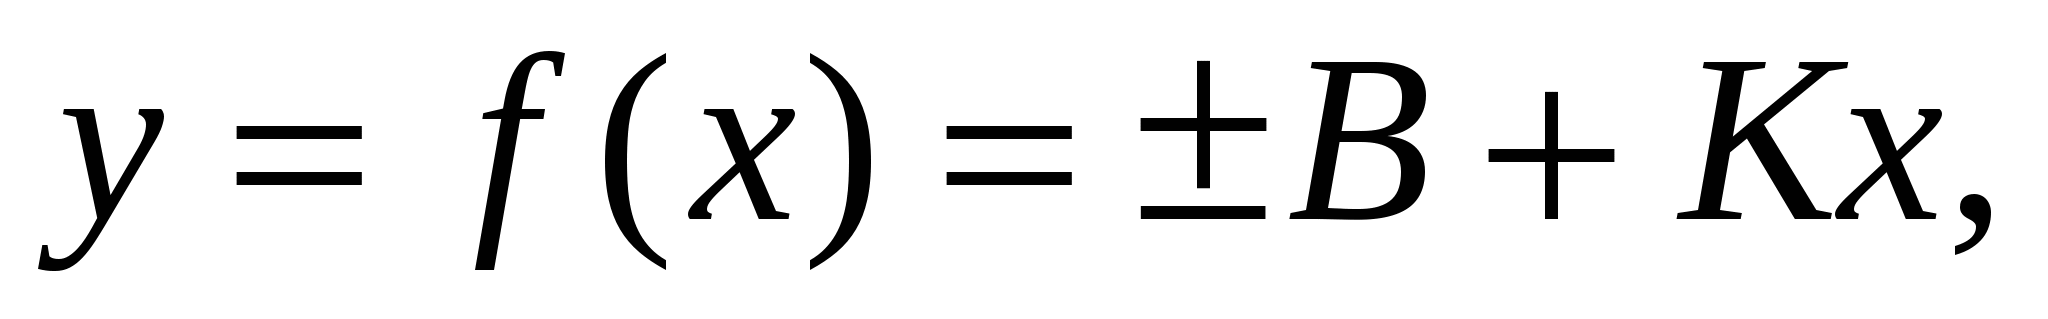 y = f(x) = ±B + Kx,